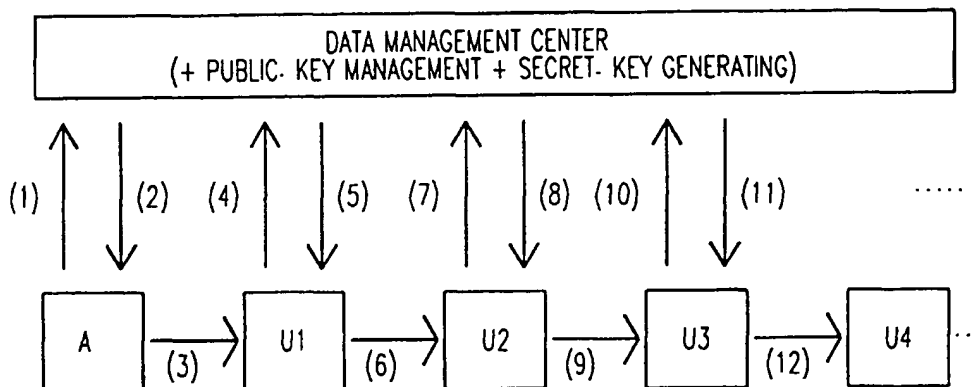 DATA MANAGEMENT CENTER
(+ PUBLIC- KEY MANAGEMENT + SECRET- KEY GENERATING)
(1) (2) (4) (5) (7) (8) (10) (11) .....
A U1 U2 U3 U4 ..
(3) (6) (9) (12)